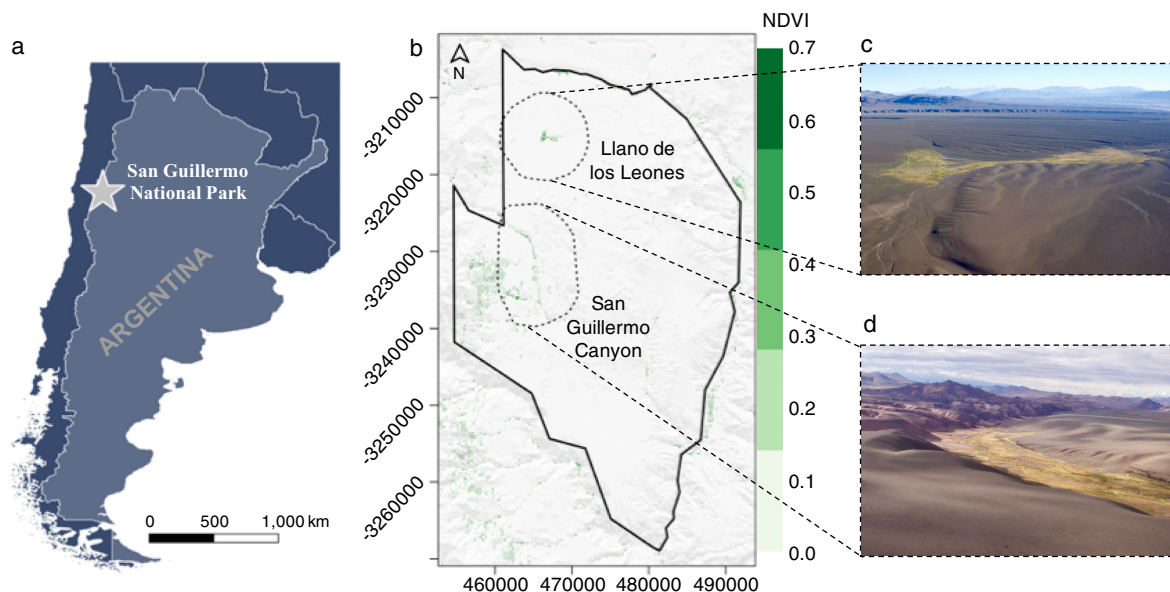 a
San Guillermo
National Park
ARGENTINA
0 500 1,000 km
b
N
NDVI
0.7
0.6
0.5
0.4
0.3
0.2
0.1
0.0
-3210000
-3220000
-3230000
-3240000
-3250000
-3260000
460000 470000 480000 490000
Llano de
los Leones
San
Guillermo
Canyon
c
d